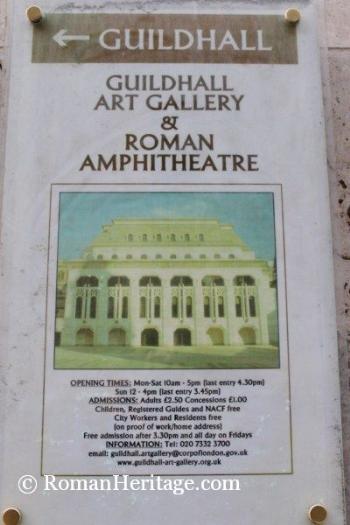 ← GUILDHALL
GUILDHALL
ART GALLERY
&
ROMAN
AMPHITHEATRE
OPENING TIMES: Mon-Sat 10am - 5pm (last entry 4.30pm)
Sun 12 - 4pm (last entry 3.45pm)
ADMISSIONS: Adults £2.50 Concessions £1.00
Children, Registered Guides and NACF free
City Workers and Residents free
(on proof of work/home address)
Free admission after 3.30pm and all day on Fridays
INFORMATION: Tel: 020 7332 3700
email: guildhall.artgallery@corpoflondon.gov.uk
www.guildhall-art-gallery.org.uk
© RomanHeritage.com